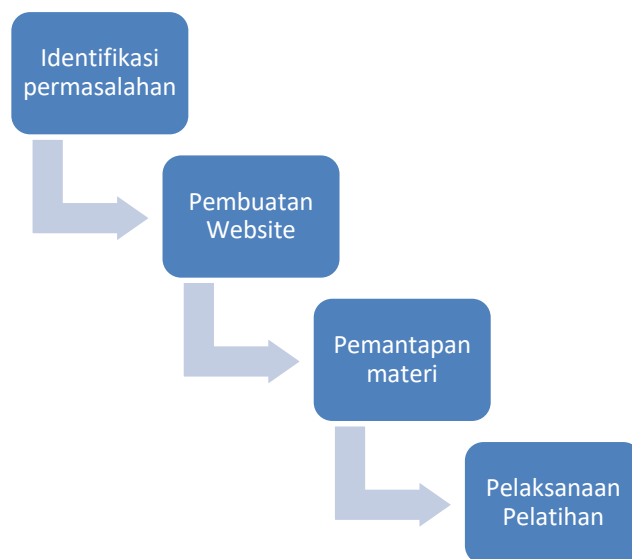 Identifikasi
permasalahan
Pembuatan
Website
Pemantapan
materi
Pelaksanaan
Pelatihan